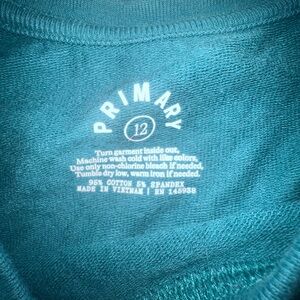 PRIMARY
12
Turn garment inside out,
Machine wash cold with like colors,
Use only non-chlorine bleach if needed,
Tumble dry low, warm iron if needed.
95% COTTON 5% SPANDEX
MADE IN VIETNAM | RN 145938